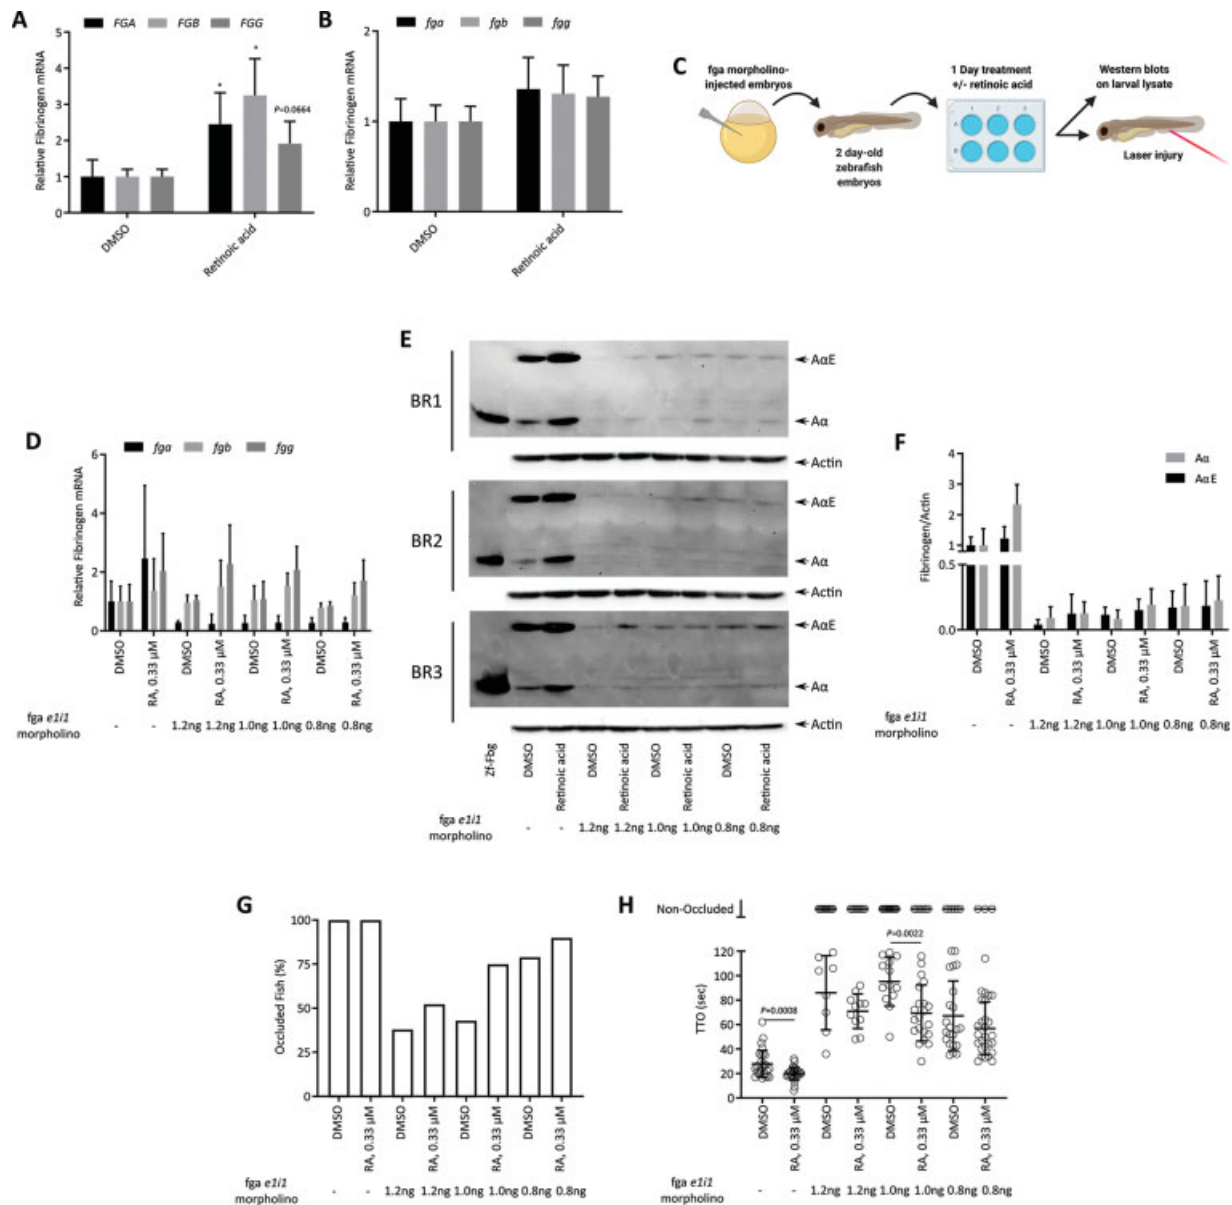 A
FGA FGB FGG
Relative Fibrinogen mRNA
5
4
3
2
1
0
*
*
P=0.0664
DMSO
Retinoic acid
B
fga fgb fgg
Relative Fibrinogen mRNA
2
1
0
DMSO
Retinoic acid
C
fga morpholino-
injected embryos
2 day-old
zebrafish
embryos
1 Day treatment
+/- retinoic acid
1 2 3
A
B
Western blots
on larval lysate
Laser injury
D
fga fgb fgg
Relative Fibrinogen mRNA
6
4
2
0
DMSO
RA, 0.33 µM
DMSO
RA, 0.33 µM
DMSO
RA, 0.33 µM
DMSO
RA, 0.33 µM
fga e1i1
morpholino
- - 1.2ng 1.2ng 1.0ng 1.0ng 0.8ng 0.8ng
E
BR1
AαE
Aα
Actin
BR2
AαE
Aα
Actin
BR3
AαE
Aα
Actin
Zf-Fbg
DMSO
Retinoic acid
DMSO
Retinoic acid
DMSO
Retinoic acid
DMSO
Retinoic acid
fga e1i1
morpholino
- - 1.2ng 1.2ng 1.0ng 1.0ng 0.8ng 0.8ng
F
Aα
AαE
Fibrinogen/Actin
4
3
2
1
0.5
0.0
DMSO
RA, 0.33 µM
DMSO
RA, 0.33 µM
DMSO
RA, 0.33 µM
DMSO
RA, 0.33 µM
fga e1i1
morpholino
- - 1.2ng 1.2ng 1.0ng 1.0ng 0.8ng 0.8ng
G
Occluded Fish (%)
100
75
50
25
0
DMSO
RA, 0.33 µM
DMSO
RA, 0.33 µM
DMSO
RA, 0.33 µM
DMSO
RA, 0.33 µM
fga e1i1
morpholino
- - 1.2ng 1.2ng 1.0ng 1.0ng 0.8ng 0.8ng
H
Non-Occluded
TTO (sec)
120
100
80
60
40
20
0
P=0.0008
P=0.0022
DMSO
RA, 0.33 µM
DMSO
RA, 0.33 µM
DMSO
RA, 0.33 µM
DMSO
RA, 0.33 µM
fga e1i1
morpholino
- - 1.2ng 1.2ng 1.0ng 1.0ng 0.8ng 0.8ng